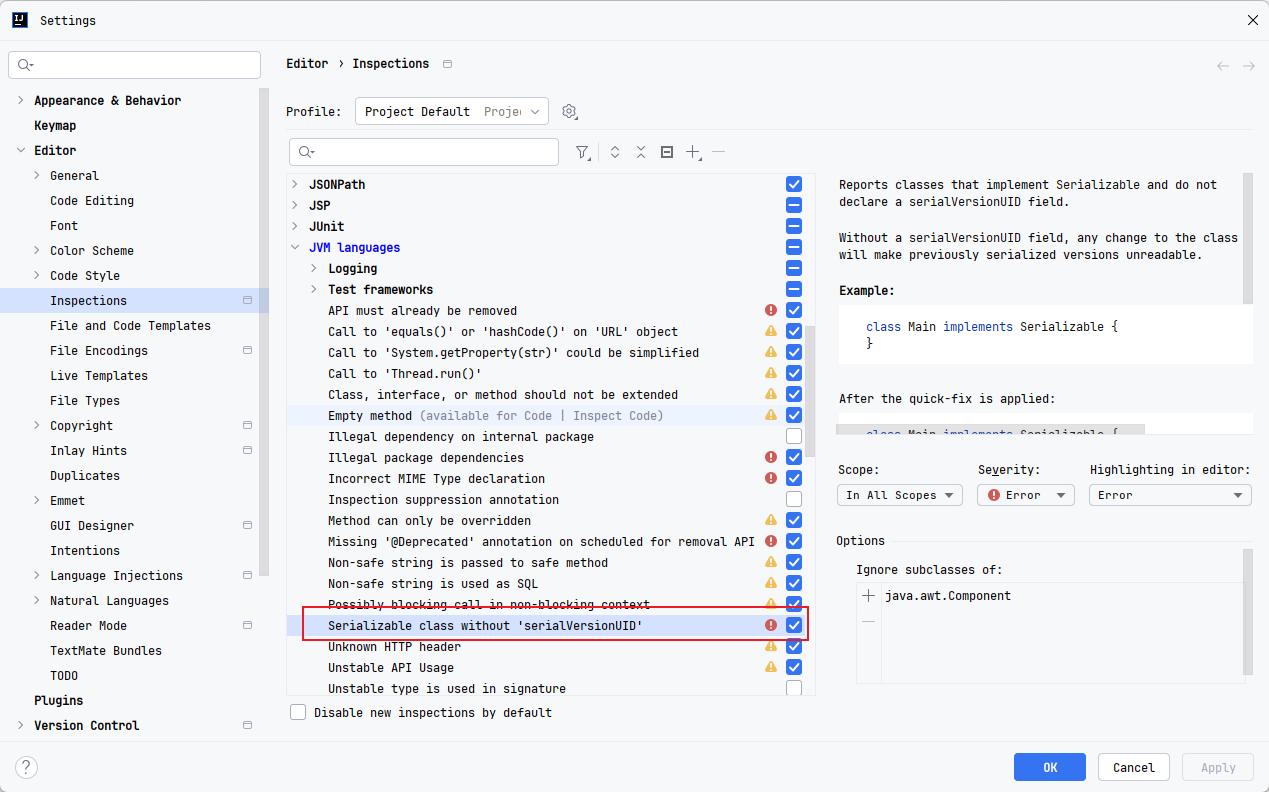 Settings
Editor › Inspections
Profile:
Project Default Projec
Appearance & Behavior
Keymap
Editor
General
Code Editing
Font
Color Scheme
Code Style
Inspections
File and Code Templates
File Encodings
Live Templates
File Types
Copyright
Inlay Hints
Duplicates
Emmet
GUI Designer
Intentions
Language Injections
Natural Languages
Reader Mode
TextMate Bundles
TODO
Plugins
Version Control
JSONPath
JSP
JUnit
JVM languages
Logging
Test frameworks
API must already be removed
Call to 'equals()' or 'hashCode()' on 'URL' object
Call to 'System.getProperty(str)' could be simplified
Call to 'Thread.run()'
Class, interface, or method should not be extended
Empty method (available for Code | Inspect Code)
Illegal dependency on internal package
Illegal package dependencies
Incorrect MIME Type declaration
Inspection suppression annotation
Method can only be overridden
Missing '@Deprecated' annotation on scheduled for removal API
Non-safe string is passed to safe method
Non-safe string is used as SQL
Possibly blocking call in non-blocking context
Serializable class without 'serialVersionUID'
Unknown HTTP header
Unstable API Usage
Unstable type is used in signature
Disable new inspections by default
Reports classes that implement Serializable and do not
declare a serialVersionUID field.
Without a serialVersionUID field, any change to the class
will make previously serialized versions unreadable.
Example:
class Main implements Serializable {
}
After the quick-fix is applied:
class Main implements Serializable {
Scope:
Severity:
Highlighting in editor:
In All Scopes
Error
Error
Options
Ignore subclasses of:
java.awt.Component
?
OK
Cancel
Apply